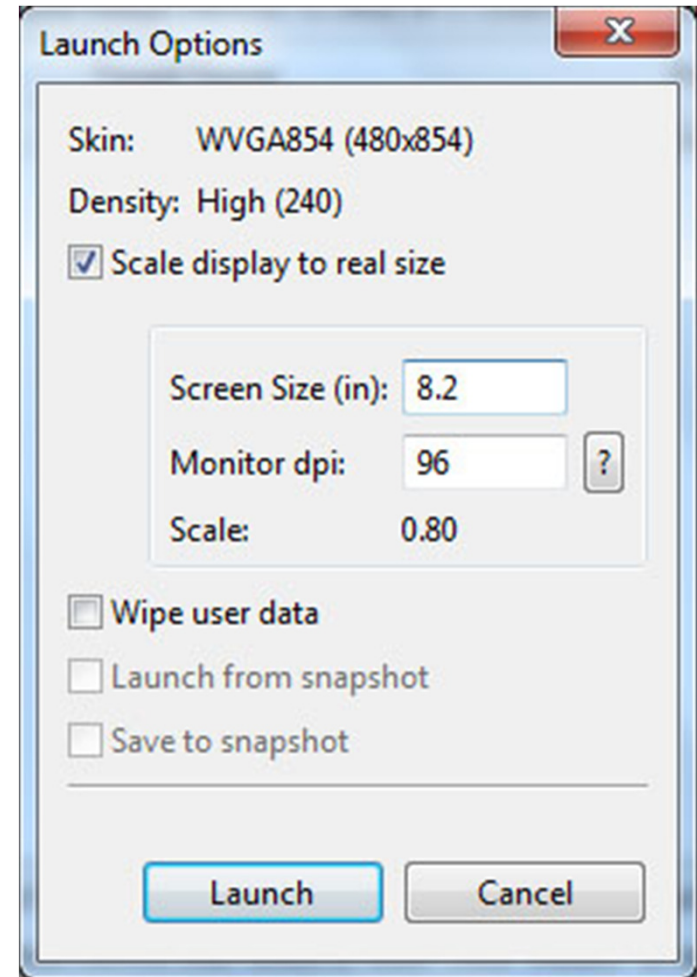 Launch Options
Skin: WVGA854 (480x854)
Density: High (240)
Scale display to real size
Screen Size (in): 8.2
Monitor dpi: 96 ?
Scale: 0.80
Wipe user data
Launch from snapshot
Save to snapshot
Launch Cancel